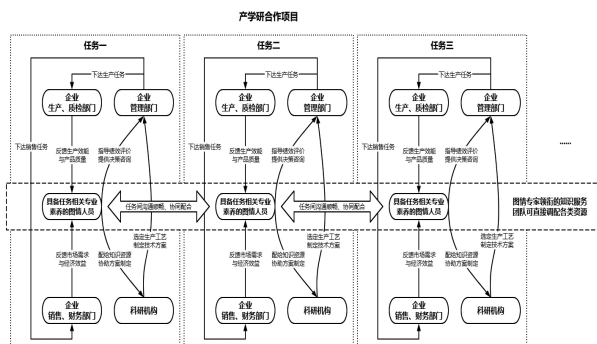 产学研合作项目
任务一
任务二
任务三
下达生产任务
下达生产任务
下达生产任务
企业
生产、质检部门
企业
管理部门
企业
生产、质检部门
企业
管理部门
企业
生产、质检部门
企业
管理部门
下达销售任务
反馈生产效能
与产品质量
指导绩效评价
提供决策咨询
下达销售任务
反馈生产效能
与产品质量
指导绩效评价
提供决策咨询
下达销售任务
反馈生产效能
与产品质量
指导绩效评价
提供决策咨询
......
具备任务相关专业
素养的图情人员
任务间沟通顺畅、协同配合
具备任务相关专业
素养的图情人员
任务间沟通顺畅、协同配合
具备任务相关专业
素养的图情人员
图情专家领衔的知识服务
团队可直接调配各类资源
选定生产工艺
制定技术方案
选定生产工艺
制定技术方案
选定生产工艺
制定技术方案
反馈市场需求
与经济效益
配给知识资源
协助方案制定
反馈市场需求
与经济效益
配给知识资源
协助方案制定
反馈市场需求
与经济效益
配给知识资源
协助方案制定
企业
销售、财务部门
科研机构
企业
销售、财务部门
科研机构
企业
销售、财务部门
科研机构